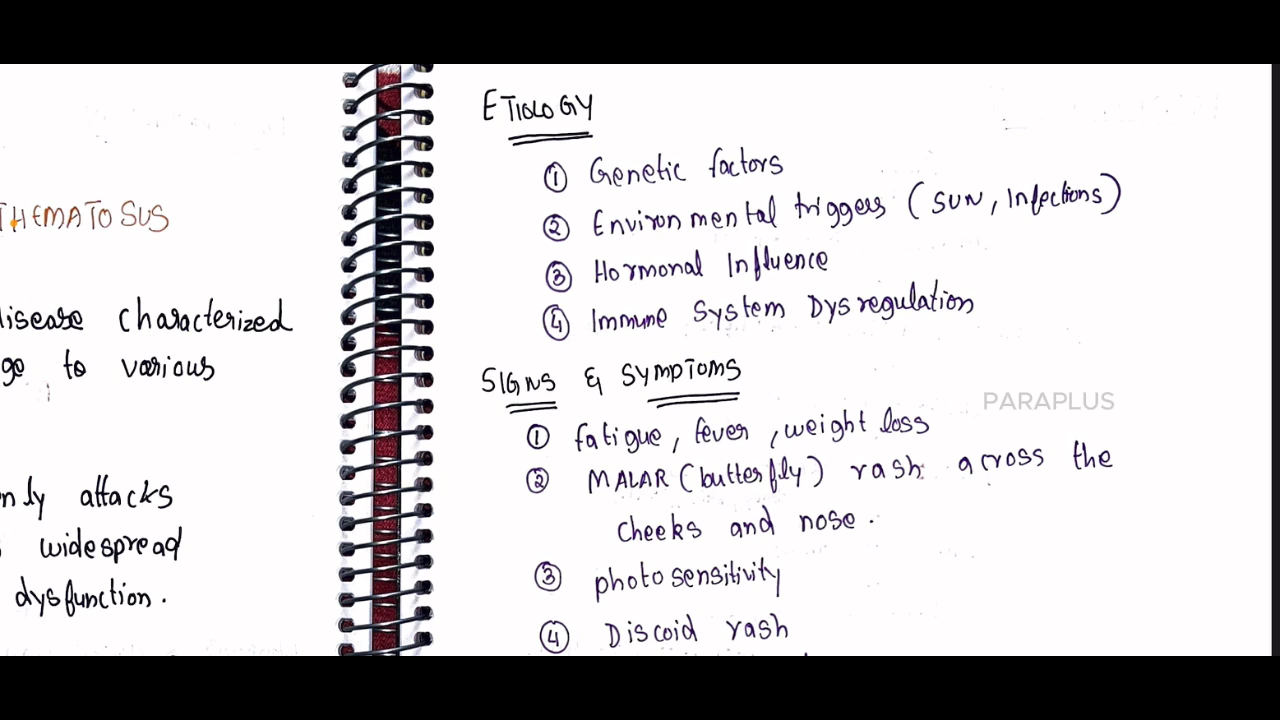 THEMATOSUS
disease characterized
ge to various
nly attacks
widespread
dysfunction.
ETIOLOGY
① Genetic factors
② Environmental triggers (SUN, Infections)
③ Hormonal Influence
④ Immune System Dysregulation
SIGNS & SYMPTOMS
① fatigue, fever, weight loss
② MALAR (butterfly) rash across the
cheeks and nose.
③ photosensitivity
④ Discoid rash
PARAPLUS